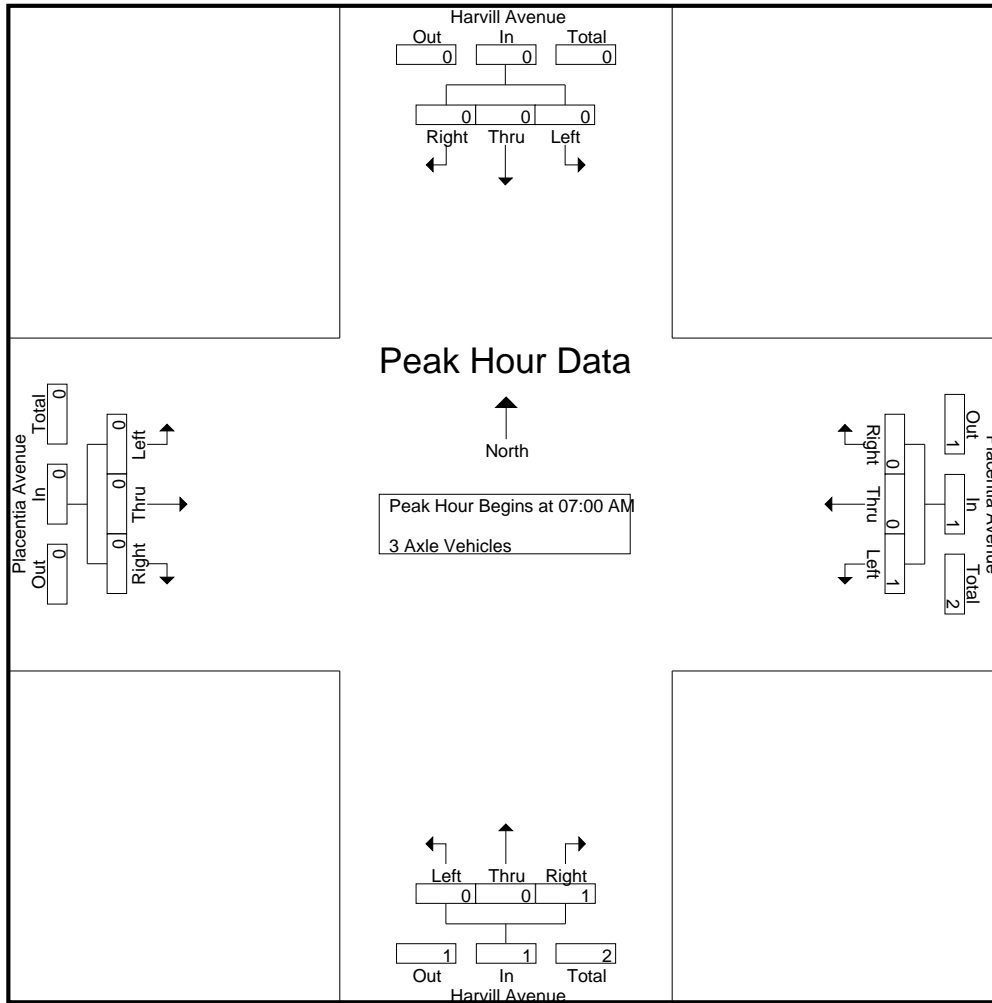 Harvill Avenue
Out In Total
0 0 0
0 0 0
Right Thru Left
Peak Hour Data
North
Peak Hour Begins at 07:00 AM
3 Axle Vehicles
Placentia Avenue
Total In Out
0 0 0
0 0 0
Left Thru Right
Right Thru Left
0 0 1
1 1 2
Out In Total
Placentia Avenue
Left Thru Right
0 0 1
1 1 2
Out In Total
Harvill Avenue